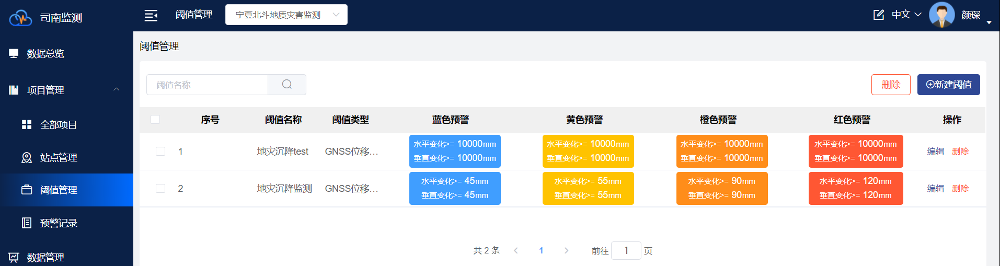 司南监测
阈值管理
宁夏北斗地质灾害监测
中文
颜琛
数据总览
项目管理
全部项目
站点管理
阈值管理
预警记录
数据管理
阈值管理
阈值名称
删除
新建阈值
序号 阈值名称 阈值类型 蓝色预警 黄色预警 橙色预警 红色预警 操作
1 地灾沉降test GNSS位移... 水平变化>= 10000mm 水平变化>= 10000mm 水平变化>= 10000mm 水平变化>= 10000mm 编辑 删除
垂直变化>= 10000mm 垂直变化>= 10000mm 垂直变化>= 10000mm 垂直变化>= 10000mm
2 地灾沉降监测 GNSS位移... 水平变化>= 45mm 水平变化>= 55mm 水平变化>= 90mm 水平变化>= 120mm 编辑 删除
垂直变化>= 45mm 垂直变化>= 55mm 垂直变化>= 90mm 垂直变化>= 120mm
共 2 条 1 前往 1 页